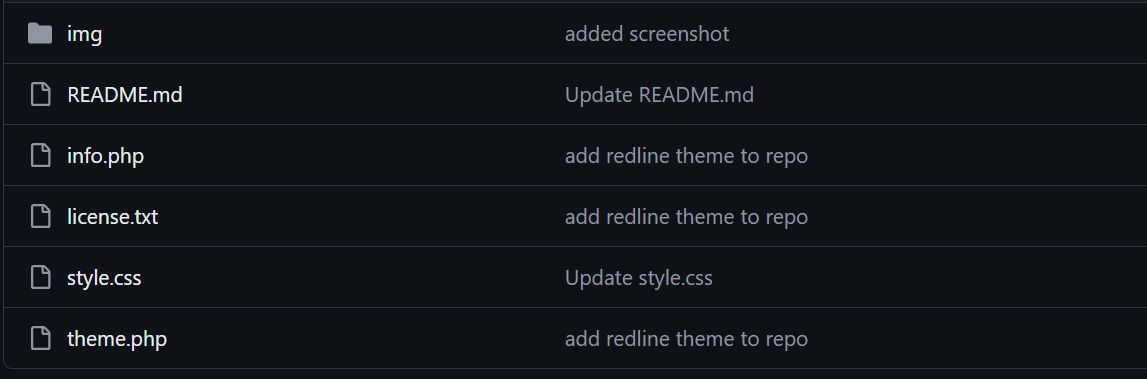 img added screenshot
README.md Update README.md
info.php add redline theme to repo
license.txt add redline theme to repo
style.css Update style.css
theme.php add redline theme to repo